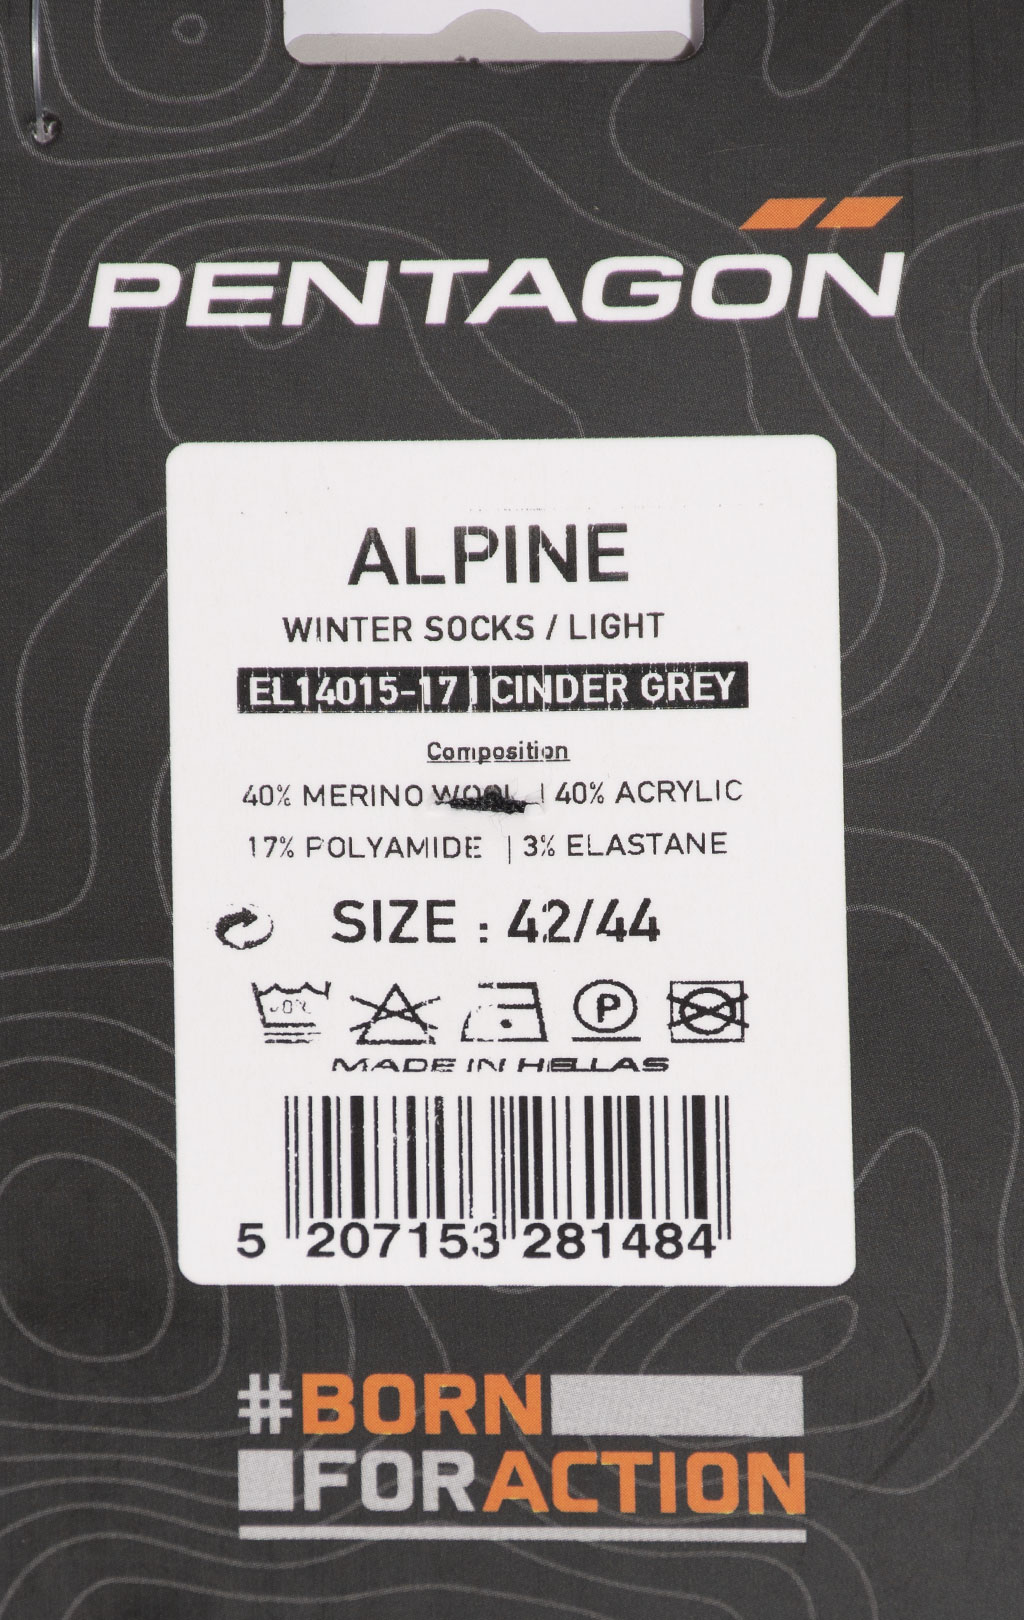 PENTAGON
ALPINE
WINTER SOCKS / LIGHT
EL14015-17 | CINDER GREY
Composition
40% MERINO WOOL | 40% ACRYLIC
17% POLYAMIDE | 3% ELASTANE
SIZE : 42/44
P
MADE IN HELLAS
5 207153 281484
#BORN
FORACTION